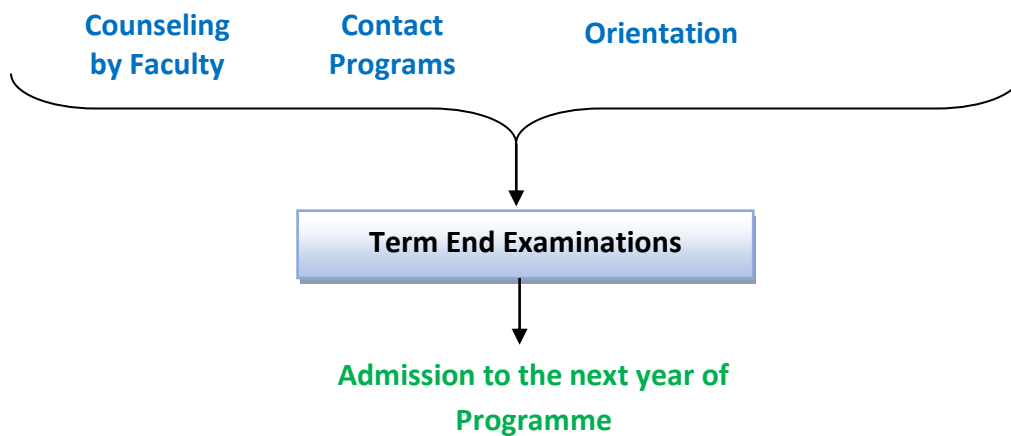 Counseling
by Faculty
Contact
Programs
Orientation
Term End Examinations
Admission to the next year of
Programme